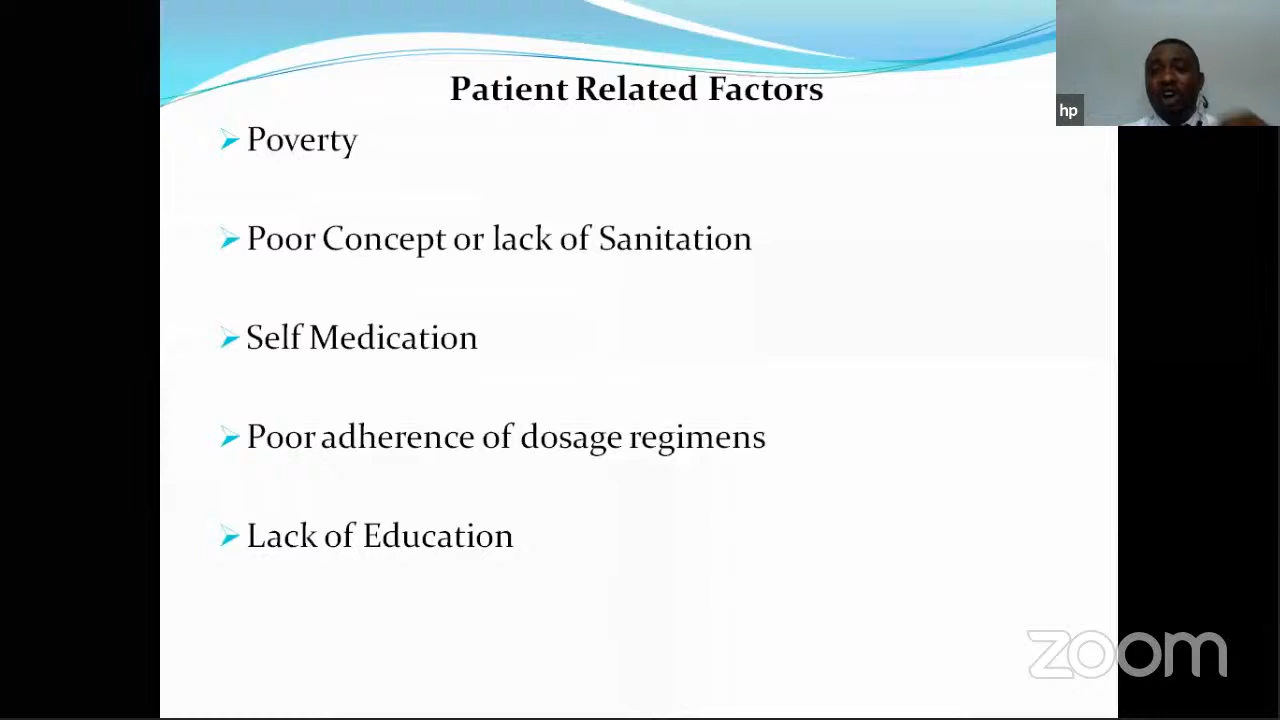 Patient Related Factors
hp
Poverty
Poor Concept or lack of Sanitation
Self Medication
Poor adherence of dosage regimens
Lack of Education
zoom